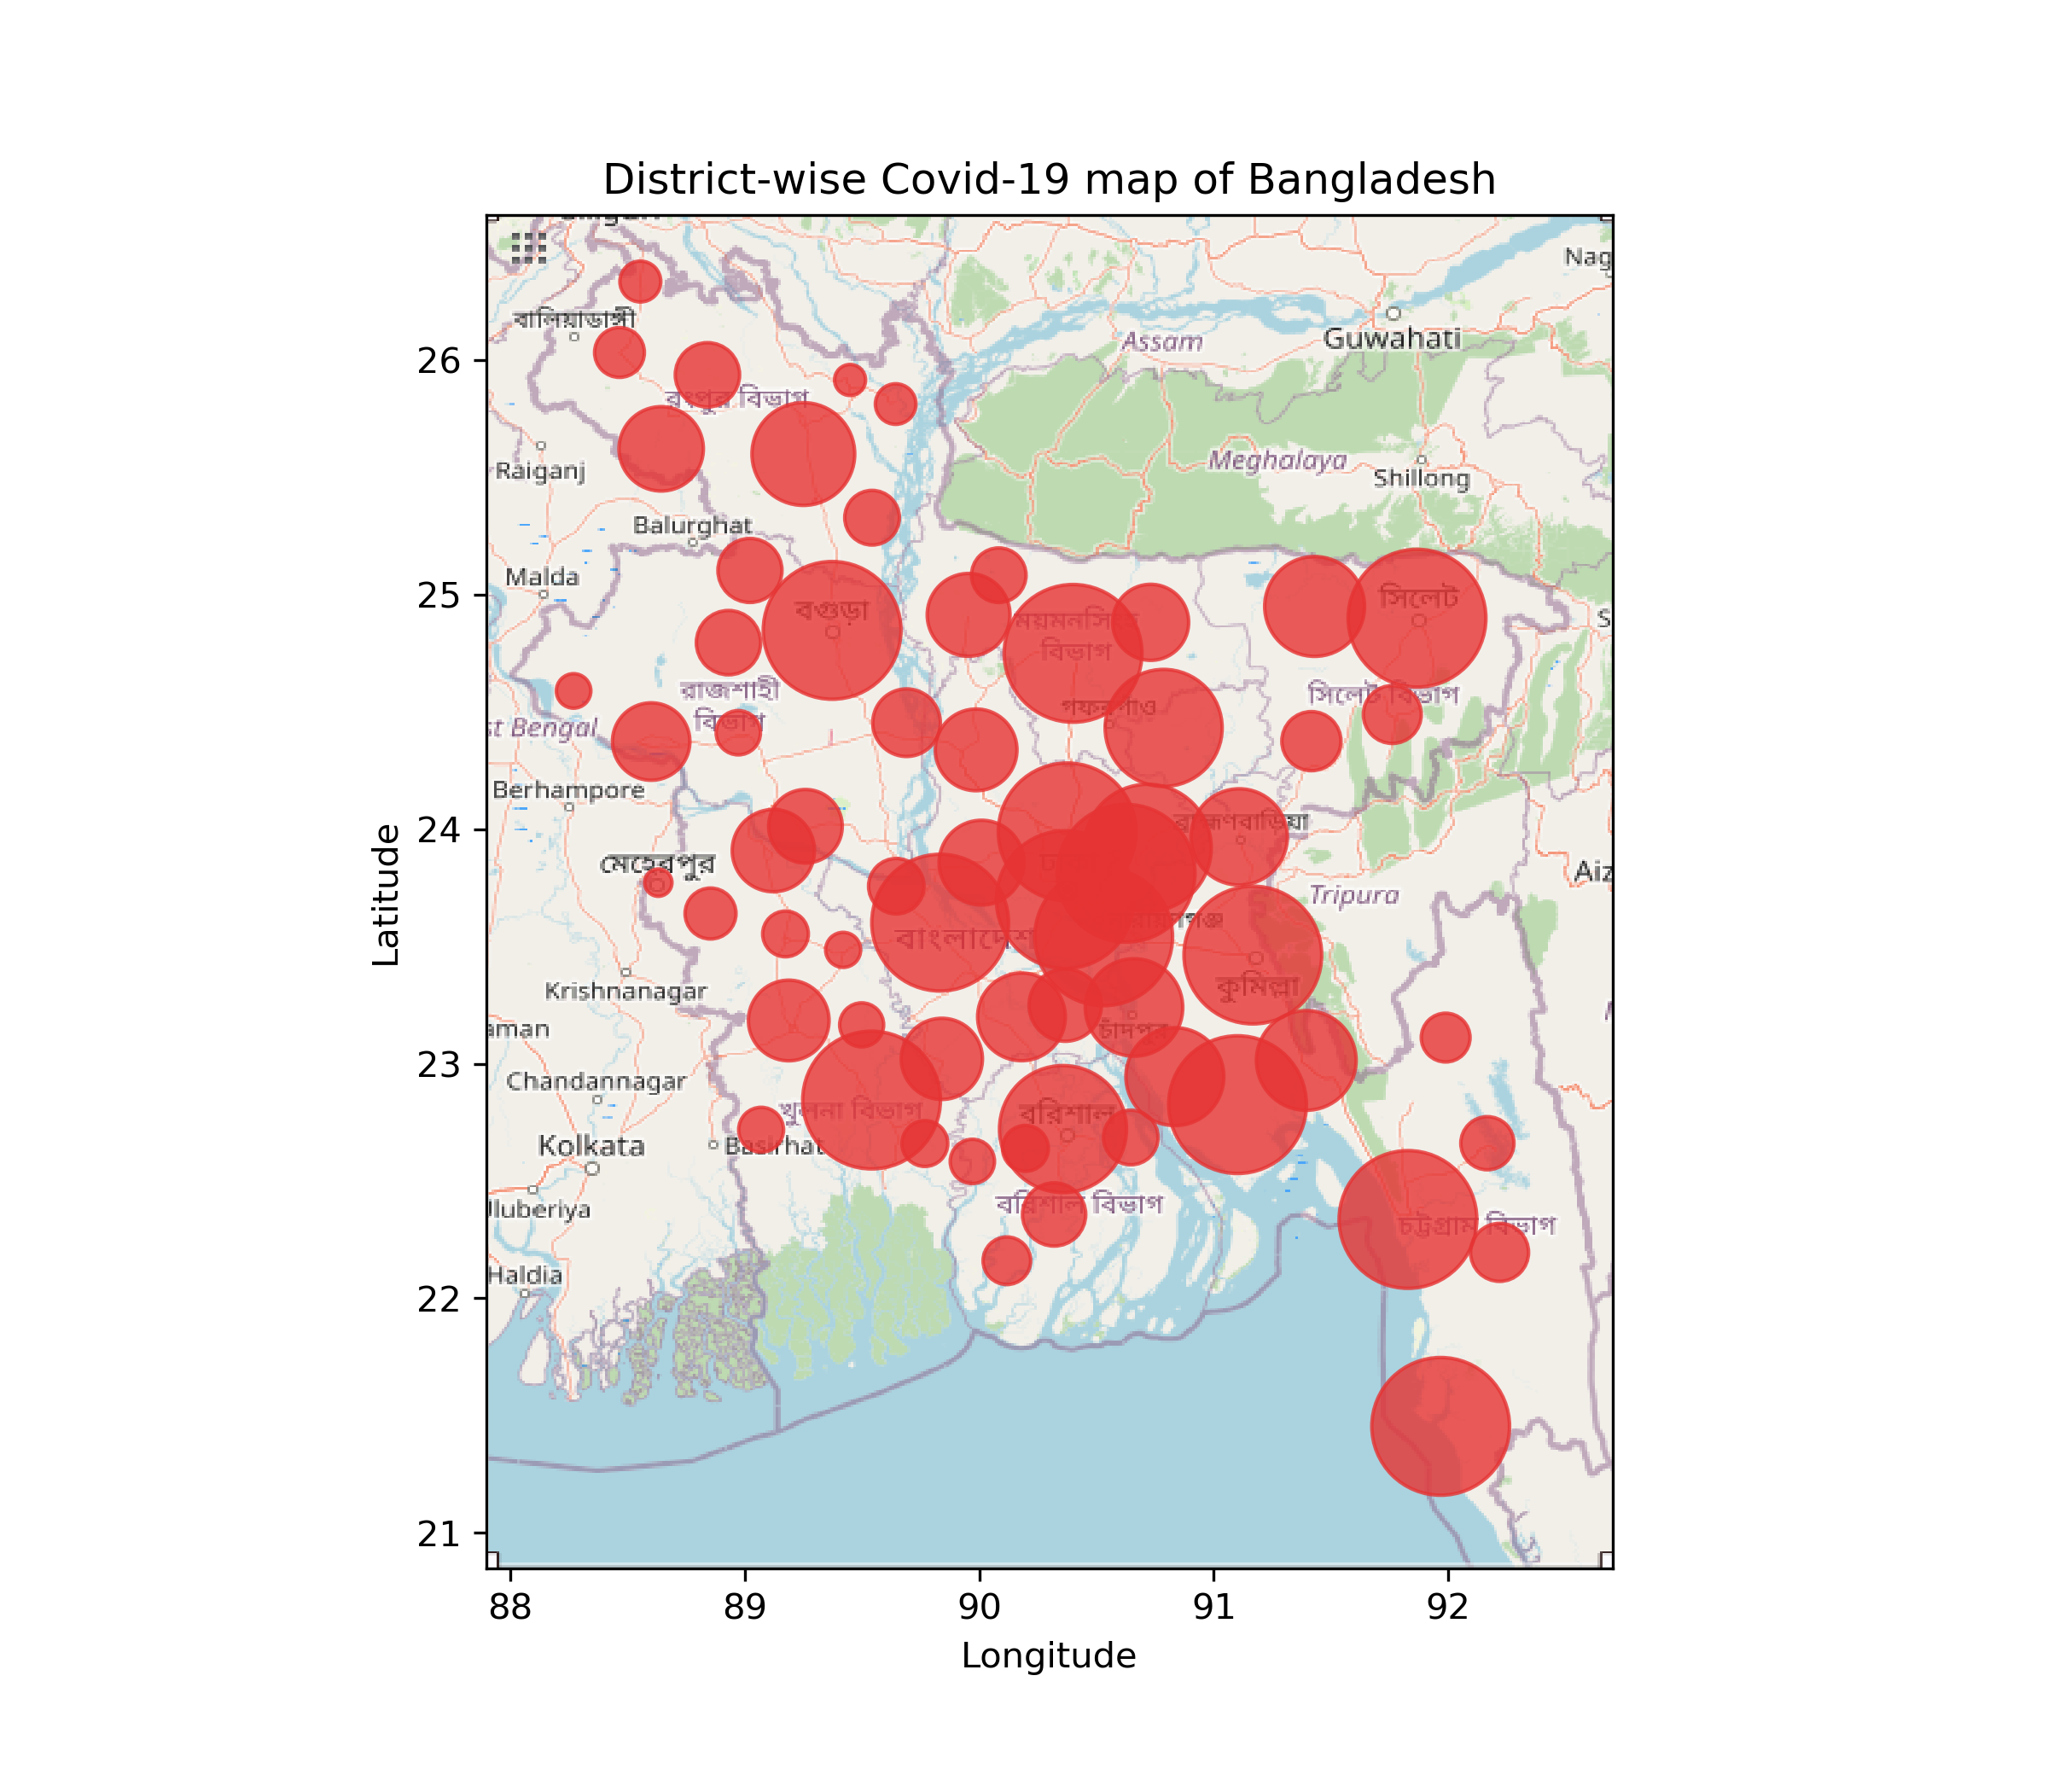 District-wise Covid-19 map of Bangladesh
Nag
বালিয়াডাঙ্গী
26
Assam
Guwahati
রংপুর বিভাগ
Raiganj
Meghalaya
Shillong
Balurghat
Malda
25
বগুড়া
সিলেট
ময়মনসিংহ
বিভাগ
রাজশাহী
বিভাগ
সিলেট বিভাগ
গফরগাঁও
st Bengal
Berhampore
24
ব্রাহ্মণবাড়িয়া
মেহেরপুর
Aiz
Tripura
Latitude
বাংলাদেশ
Krishnanagar
কুমিল্লা
aman
চাঁদপুর
23
Chandannagar
খুলনা বিভাগ
বরিশাল
Kolkata
Basirhat
Uluberiya
বরিশাল বিভাগ
চট্টগ্রাম বিভাগ
Haldia
22
21
88 89 90 91 92
Longitude